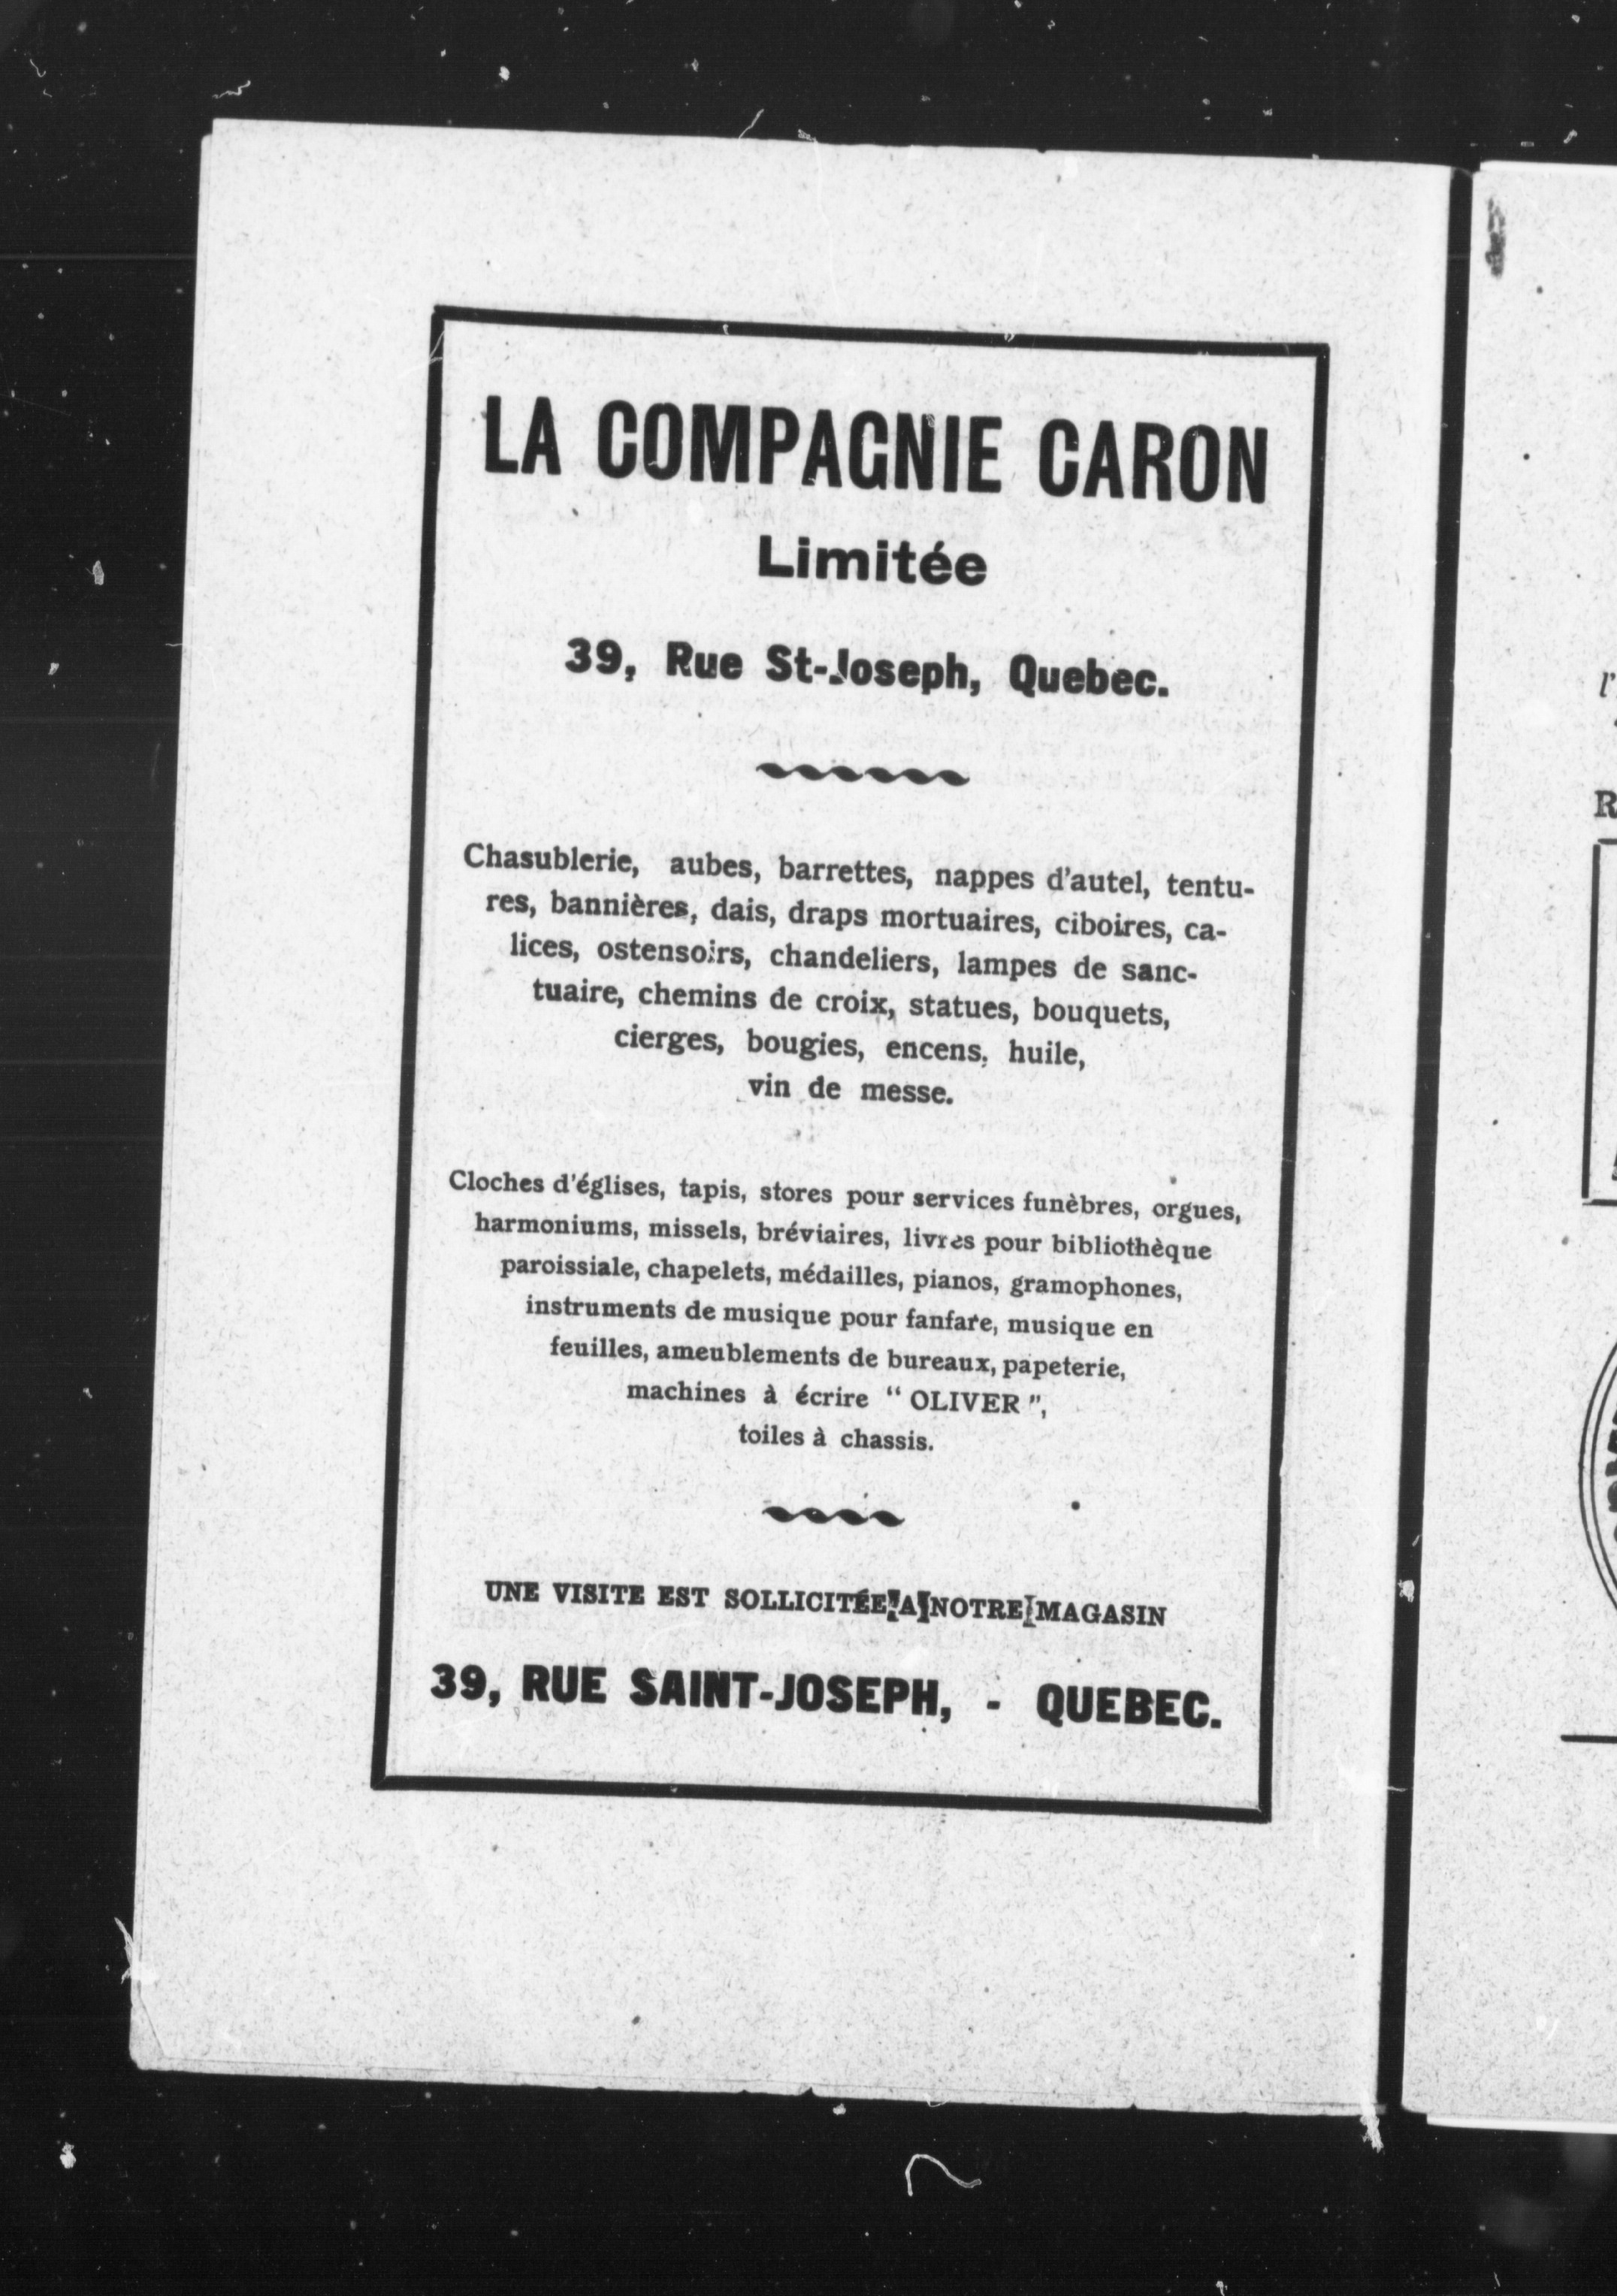 LA COMPAGNIE CARON
Limitée
39, Rue St-Joseph, Quebec.
Chasublerie, aubes, barrettes, nappes d'autel, tentu-
res, bannières, dais, draps mortuaires, ciboires, ca-
lices, ostensoirs, chandeliers, lampes de sanc-
tuaire, chemins de croix, statues, bouquets,
cierges, bougies, encens, huile,
vin de messe.
Cloches d'églises, tapis, stores pour services funèbres, orgues,
harmoniums, missels, bréviaires, livres pour bibliothèque
paroissiale, chapelets, médailles, pianos, gramophones,
instruments de musique pour fanfare, musique en
feuilles, ameublements de bureaux, papeterie,
machines à écrire " OLIVER ",
toiles à chassis.
UNE VISITE EST SOLLICITÉE A NOTRE MAGASIN
39, RUE SAINT-JOSEPH, - QUEBEC.